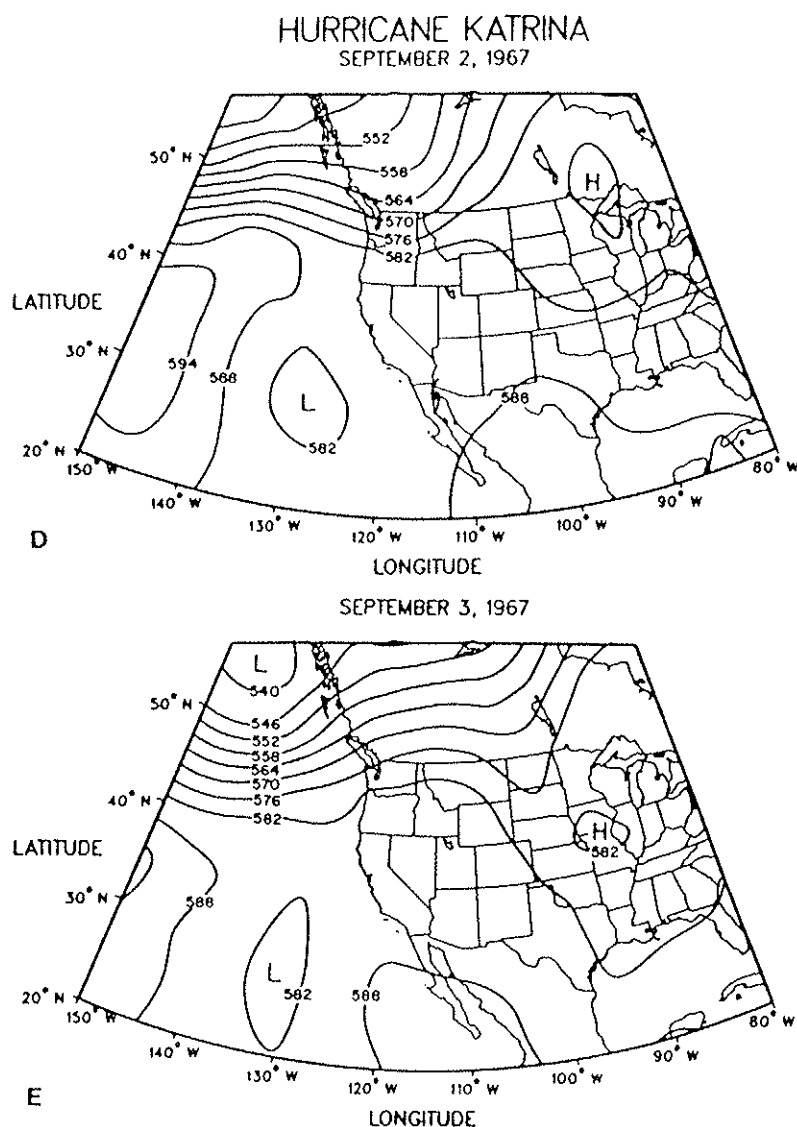 HURRICANE KATRINA
SEPTEMBER 2, 1967
50° N
40° N
LATITUDE
30° N
20° N
150° W
140° W
130° W
120° W
110° W
100° W
90° W
80° W
LONGITUDE
552
558
564
570
576
582
594
588
L
582
588
H
D
SEPTEMBER 3, 1967
50° N
40° N
LATITUDE
30° N
20° N
150° W
140° W
130° W
120° W
110° W
100° W
90° W
80° W
LONGITUDE
L
540
546
552
558
564
570
576
582
588
L
582
588
H
582
E